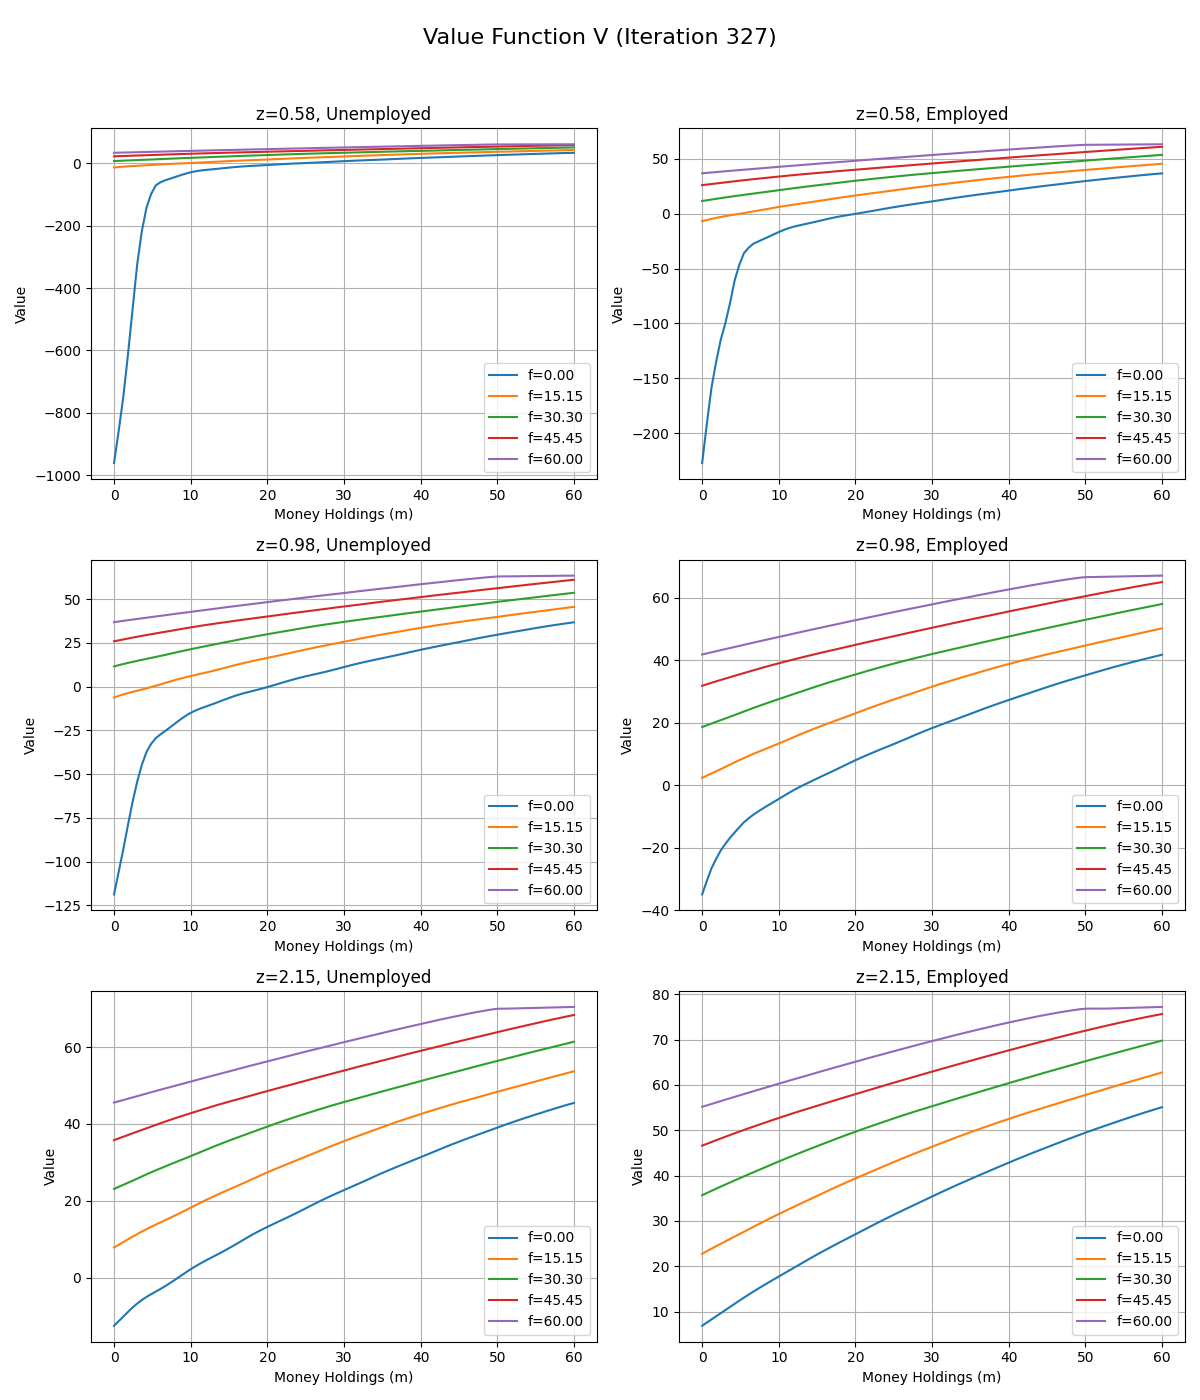 Value Function V (Iteration 327)
z=0.58, Unemployed
Value
0
−200
−400
−600
−800
−1000
0 10 20 30 40 50 60
Money Holdings (m)
f=0.00
f=15.15
f=30.30
f=45.45
f=60.00
z=0.58, Employed
Value
50
0
−50
−100
−150
−200
0 10 20 30 40 50 60
Money Holdings (m)
f=0.00
f=15.15
f=30.30
f=45.45
f=60.00
z=0.98, Unemployed
Value
50
25
0
−25
−50
−75
−100
−125
0 10 20 30 40 50 60
Money Holdings (m)
f=0.00
f=15.15
f=30.30
f=45.45
f=60.00
z=0.98, Employed
Value
60
40
20
0
−20
−40
0 10 20 30 40 50 60
Money Holdings (m)
f=0.00
f=15.15
f=30.30
f=45.45
f=60.00
z=2.15, Unemployed
Value
60
40
20
0
0 10 20 30 40 50 60
Money Holdings (m)
f=0.00
f=15.15
f=30.30
f=45.45
f=60.00
z=2.15, Employed
Value
80
70
60
50
40
30
20
10
0 10 20 30 40 50 60
Money Holdings (m)
f=0.00
f=15.15
f=30.30
f=45.45
f=60.00